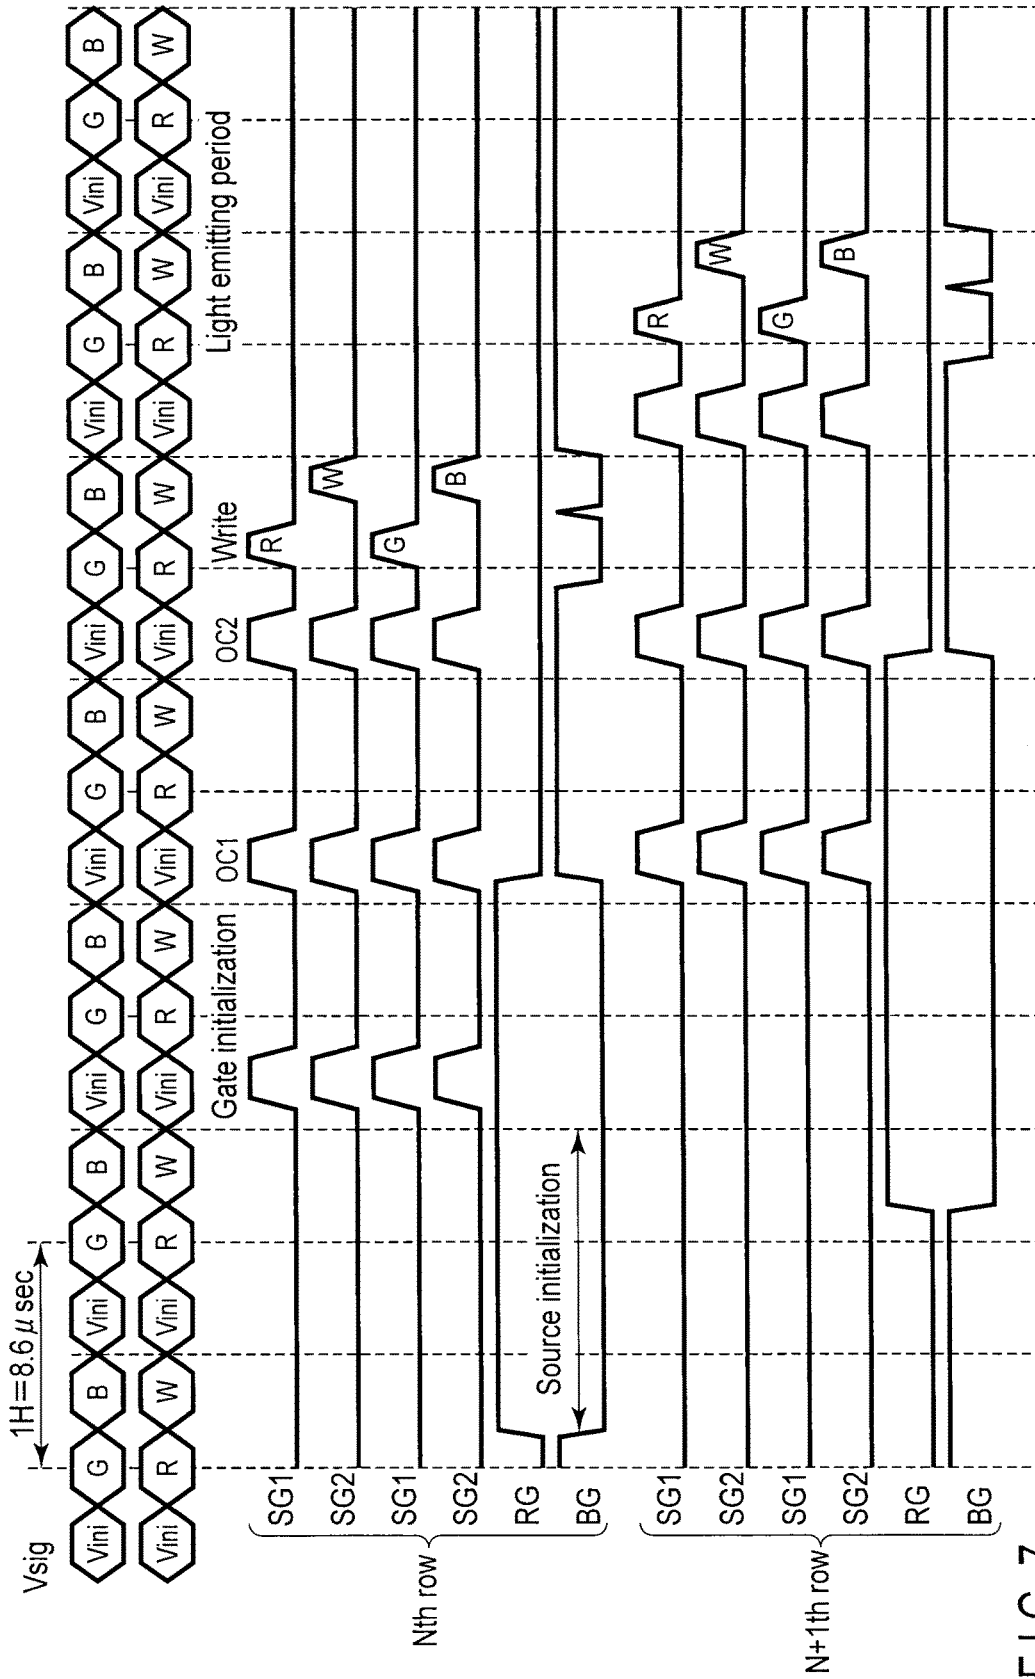 1H=8.6μsec
Vsig
Vini G B Vini G B Vini G B Vini G B Vini G B Vini G B Vini G B
Vini R W Vini R W Vini R W Vini R W Vini R W Vini R W Vini R W
Gate initialization OC1 OC2 Write Light emitting period
Nth row
SG1 R
SG2 W
SG1 G
SG2 B
RG
Source initialization
BG
N+1th row
SG1 R
SG2 W
SG1 G
SG2 B
RG
BG
FIG. 7